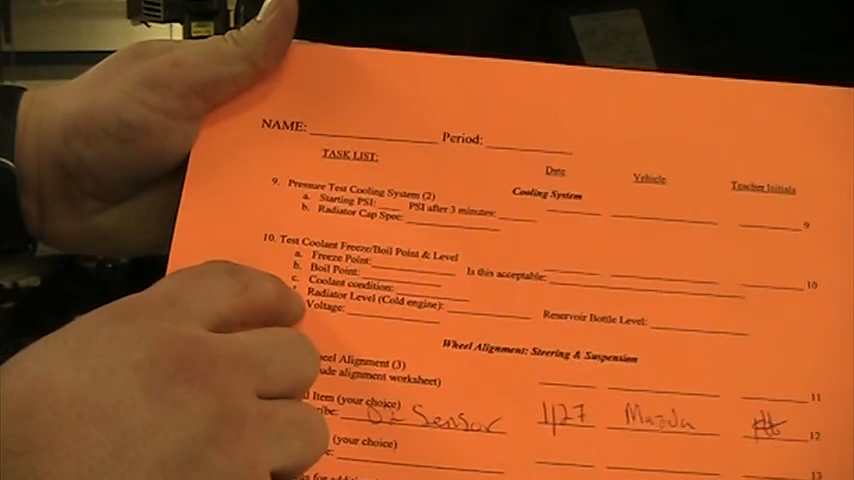 NAME: Period:
TASK LIST: Date Vehicle Teacher Initials
Cooling System
9. Pressure Test Cooling System (2) 9
a. Starting PSI: PSI after 3 minutes:
b. Radiator Cap Spec:
10. Test Coolant Freeze/Boil Point & Level 10
a. Freeze Point: Is this acceptable:
b. Boil Point:
c. Coolant condition:
Radiator Level (Cold engine): Reservoir Bottle Level:
Voltage:
Wheel Alignment: Steering & Suspension
eel Alignment (3) 11
ude alignment worksheet)
Item (your choice)
ibe: O2 Sensor 4/27 Mazda 12
(your choice)
13
for